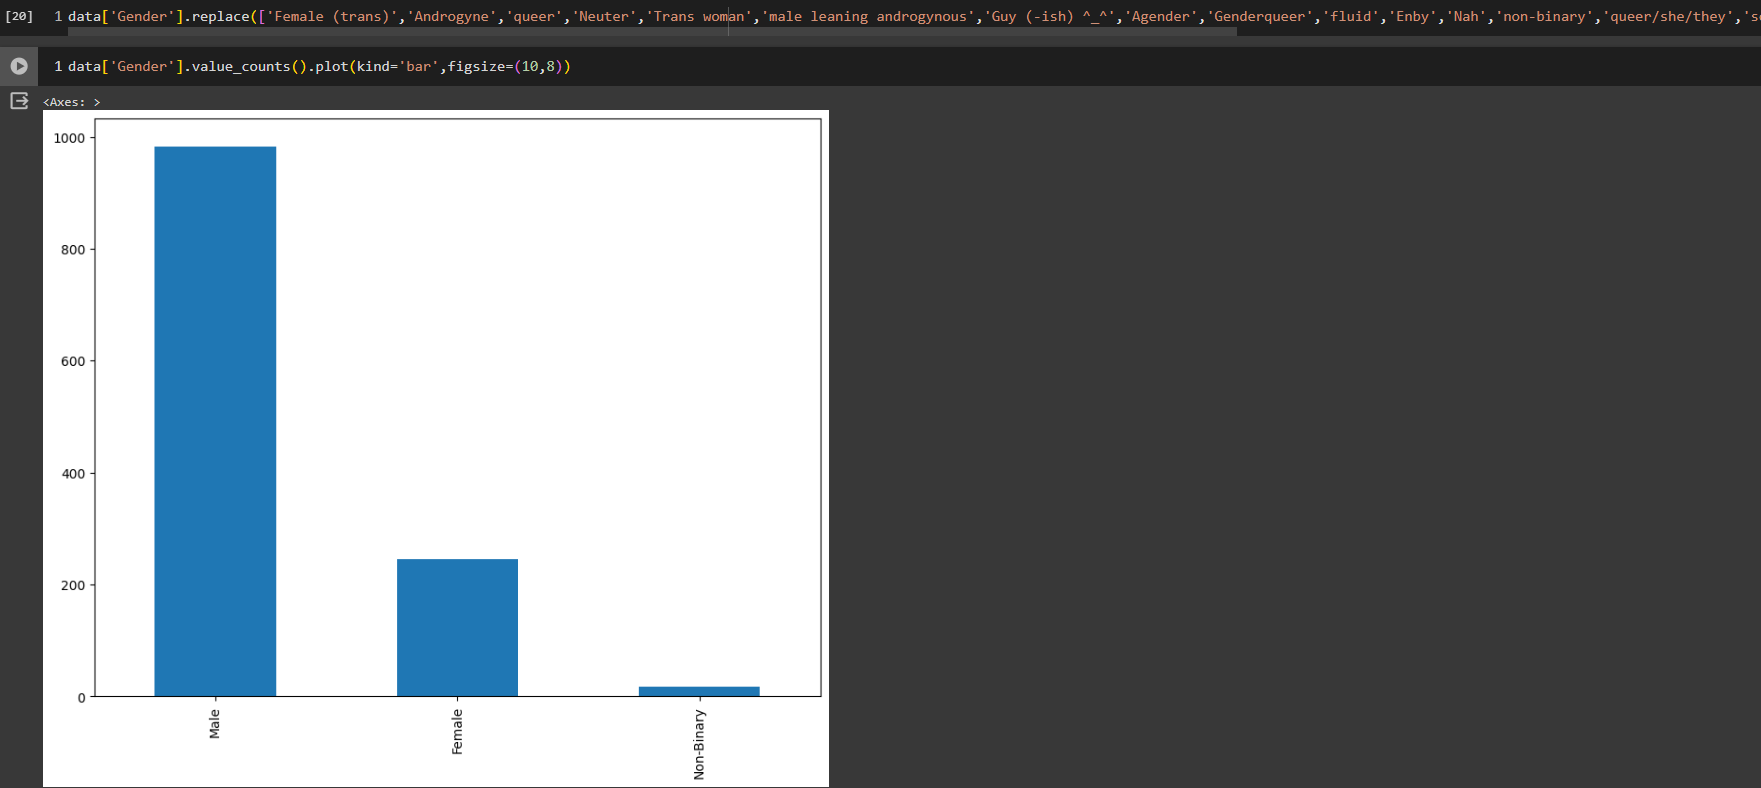 [20] 1 data['Gender'].replace(['Female (trans)','Androgyne','queer','Neuter','Trans woman','male leaning androgynous','Guy (-ish) ^_^','Agender','Genderqueer','fluid','Enby','Nah','non-binary','queer/she/they','s
1 data['Gender'].value_counts().plot(kind='bar',figsize=(10,8))
<Axes: >
1000
800
600
400
200
0
Male
Female
Non-Binary